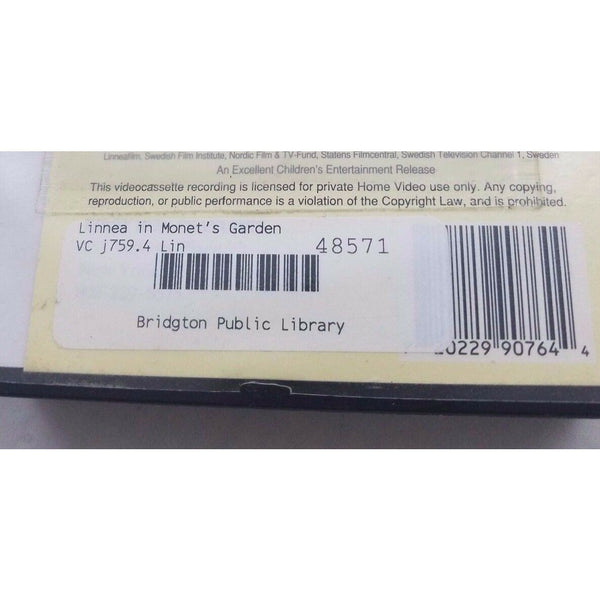 Linneafilm, Swedish Film Institute, Nordic Film & TV-Fund, Statens Filmcentral, Swedish Television Channel 1, Sweden
An Excellent Children's Entertainment Release
This videocassette recording is licensed for private Home Video use only. Any copying,
reproduction, or public performance is a violation of the Copyright Law, and is prohibited.
Linnea in Monet's Garden
VC j759.4 Lin
48571
Bridgton Public Library
20229 90764 4